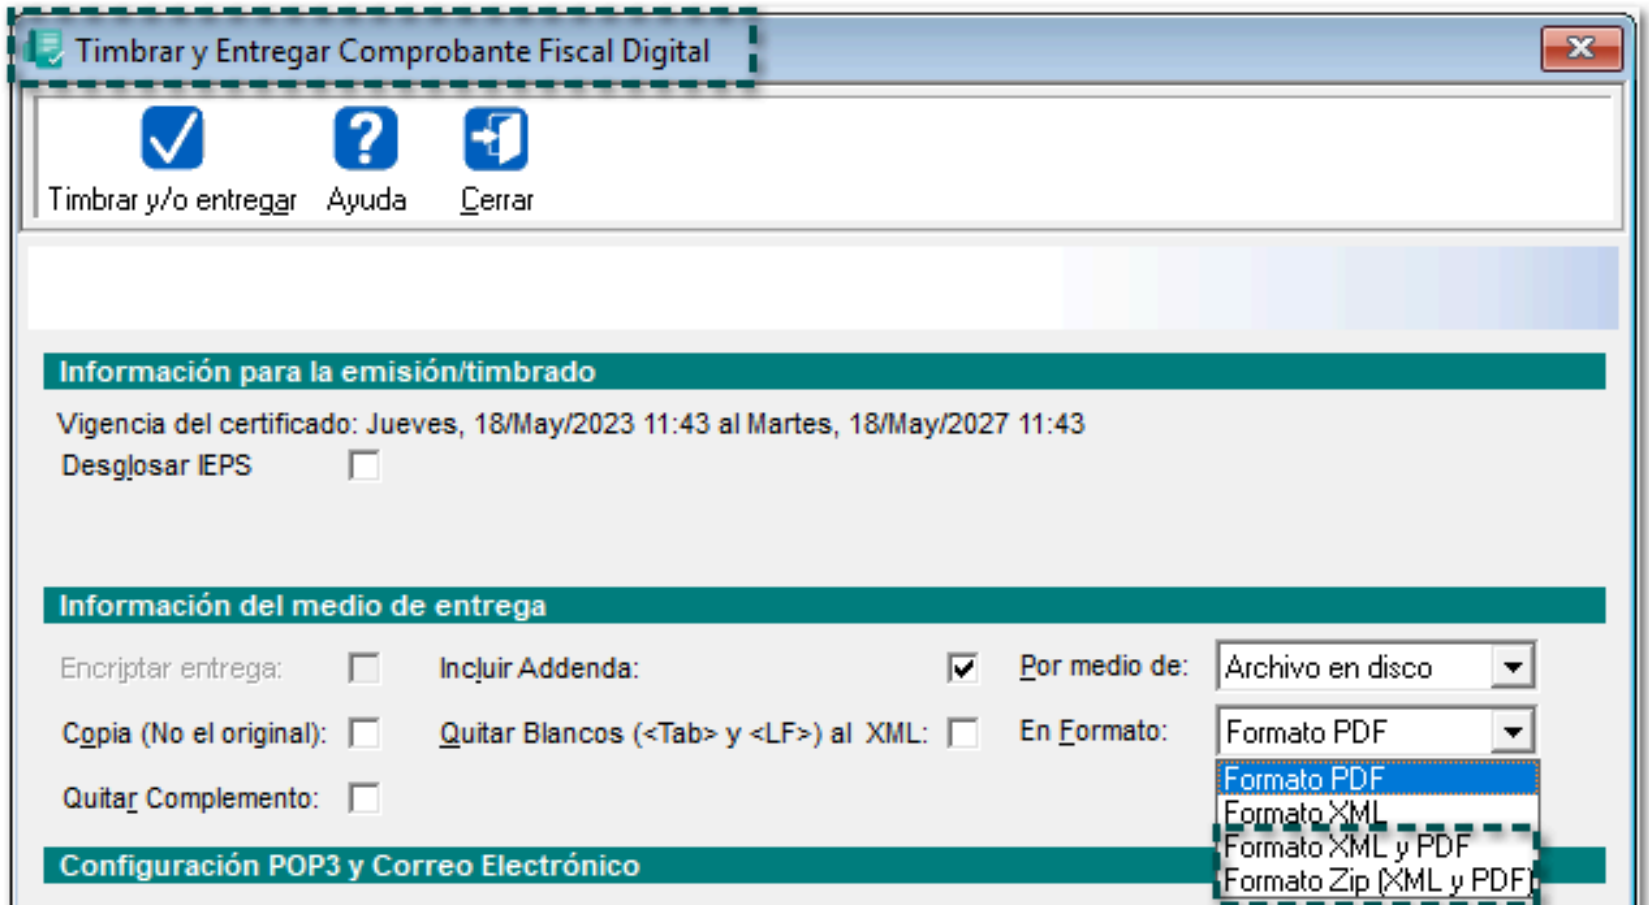 Timbrar y Entregar Comprobante Fiscal Digital
Timbrar y/o entregar Ayuda Cerrar
Información para la emisión/timbrado
Vigencia del certificado: Jueves, 18/May/2023 11:43 al Martes, 18/May/2027 11:43
Desglosar IEPS
Información del medio de entrega
Encriptar entrega: Incluir Addenda: Por medio de: Archivo en disco
Copia (No el original): Quitar Blancos (<Tab> y <LF>) al XML: En Formato: Formato PDF
Formato PDF
Quitar Complemento:
Formato XML
Formato XML y PDF
Configuración POP3 y Correo Electrónico
Formato Zip (XML y PDF)